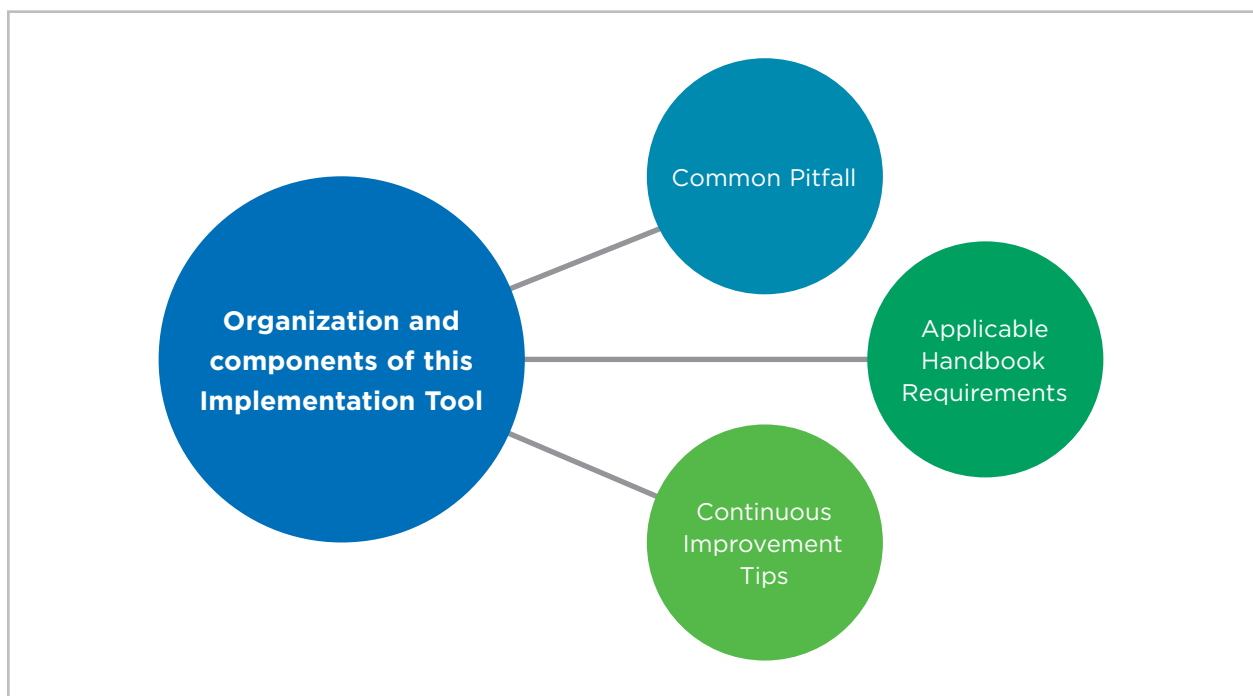 Organization and
components of this
Implementation Tool
Common Pitfall
Applicable
Handbook
Requirements
Continuous
Improvement
Tips